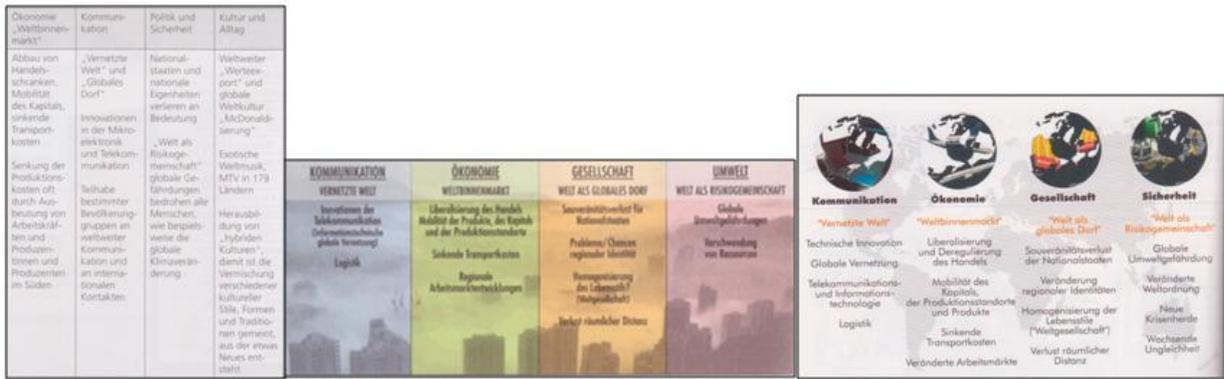 Ökonomie
„Weltbinnen-
markt"
Abbau von
Handels-
schranken,
Mobilität
des Kapitals,
sinkende
Transport-
kosten
Senkung der
Produktions-
kosten oft
durch Aus-
beutung von
Arbeitskräf-
ten und
Produzen-
tinnen und
Produzenten
im Süden
Kommuni-
kation
„Vernetzte
Welt" und
„Globales
Dorf"
Innovationen
in der Mikro-
elektronik
und Telekom-
munikation
Teilhabe
bestimmter
Bevölkerung-
gruppen an
weltweiter
Kommuni-
kation und
an interna-
tionalen
Kontakten
Politik und
Sicherheit
National-
staaten und
nationale
Eigenheiten
verlieren an
Bedeutung
„Welt als
Risikoge-
meinschaft"
globale Ge-
fährdungen
bedrohen alle
Menschen,
wie beispiels-
weise die
globale
Klimaverän-
derung
Kultur und
Alltag
Weltweiter
„Werteex-
port" und
globale
Weltkultur
„McDonaldi-
sierung"
Exotische
Weltmusik,
MTV in 179
Ländern
Herausbil-
dung von
„hybriden
Kulturen",
damit ist die
Vermischung
verschiedener
kultureller
Stile, Formen
und Traditio-
nen gemeint,
aus der etwas
Neues ent-
steht
KOMMUNIKATION
VERNETZTE WELT
Inovationen der
Telekommunikation
(Informationstechnische
globale Vernetzung)
Logistik
ÖKONOMIE
WELTBINNENMARKT
Liberalisierung des Handels
Mobilität der Produkte, des Kapitals
und der Produktionsstandorte
Sinkende Transportkosten
Regionale
Arbeitsmarktentwicklungen
GESELLSCHAFT
WELT ALS GLOBALES DORF
Souveränitätsverlust für
Nationalstaaten
Probleme/ Chancen
regionaler Identität
Homogenisierung
des Lebensstils?
(Weltgesellschaft)
Verlust räumlicher Distanz
UMWELT
WELT ALS RISIKOGEMEINSCHAFT
Globale
Umweltgefährdungen
Verschwendung
von Ressourcen
Kommunikation
"Vernetzte Welt"
Technische Innovation
Globale Vernetzung
Telekommunikations-
und Informations-
technologie
Logistik
Ökonomie
"Weltbinnenmarkt"
Liberalisierung
und Deregulierung
des Handels
Mobilität des
Kapitals,
der Produktionsstandorte
und Produkte
Sinkende
Transportkosten
Veränderte Arbeitsmärkte
Gesellschaft
"Welt als
globales Dorf"
Souveränitätsverlust
der Nationalstaaten
Veränderung
regionaler Identitäten
Homogenisierung der
Lebensstile
("Weltgesellschaft")
Verlust räumlicher
Distanz
Sicherheit
"Welt als
Risikogemeinschaft"
Globale
Umweltgefährdung
Veränderte
Weltordnung
Neue
Krisenherde
Wachsende
Ungleichheit